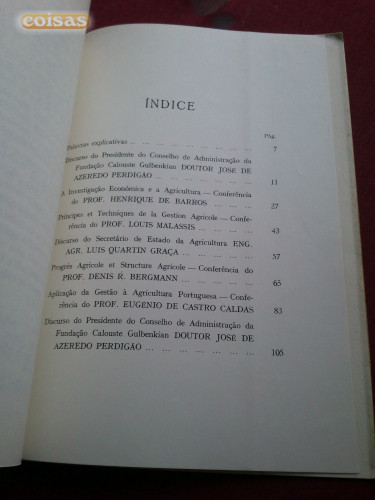 coisas
ÍNDICE
Pág.
Palavras explicativas ... ... ... ... ... ... ... 7
Discurso do Presidente do Conselho de Administração da
Fundação Calouste Gulbenkian DOUTOR JOSÉ DE
AZEREDO PERDIGÃO ... ... ... ... ... ... 11
A Investigação Económica e a Agricultura — Conferência
do PROF. HENRIQUE DE BARROS ... ... ... 27
Principes et Techniques de la Gestion Agricole — Confe-
rência do PROF. LOUIS MALASSIS ... ... ... 43
Discurso do Secretário de Estado da Agricultura ENG.
AGR. LUIS QUARTIN GRAÇA ... ... ... ... 57
Progrés Agricole et Structure Agricole — Conferência do
PROF. DENIS R. BERGMANN ... ... ... ... 65
Aplicação da Gestão à Agricultura Portuguesa — Confe-
rência do PROF. EUGÉNIO DE CASTRO CALDAS 83
Discurso do Presidente do Conselho de Administração da
Fundação Calouste Gulbenkian DOUTOR JOSÉ DE
AZEREDO PERDIGÃO ... ... ... ... ... ... 105